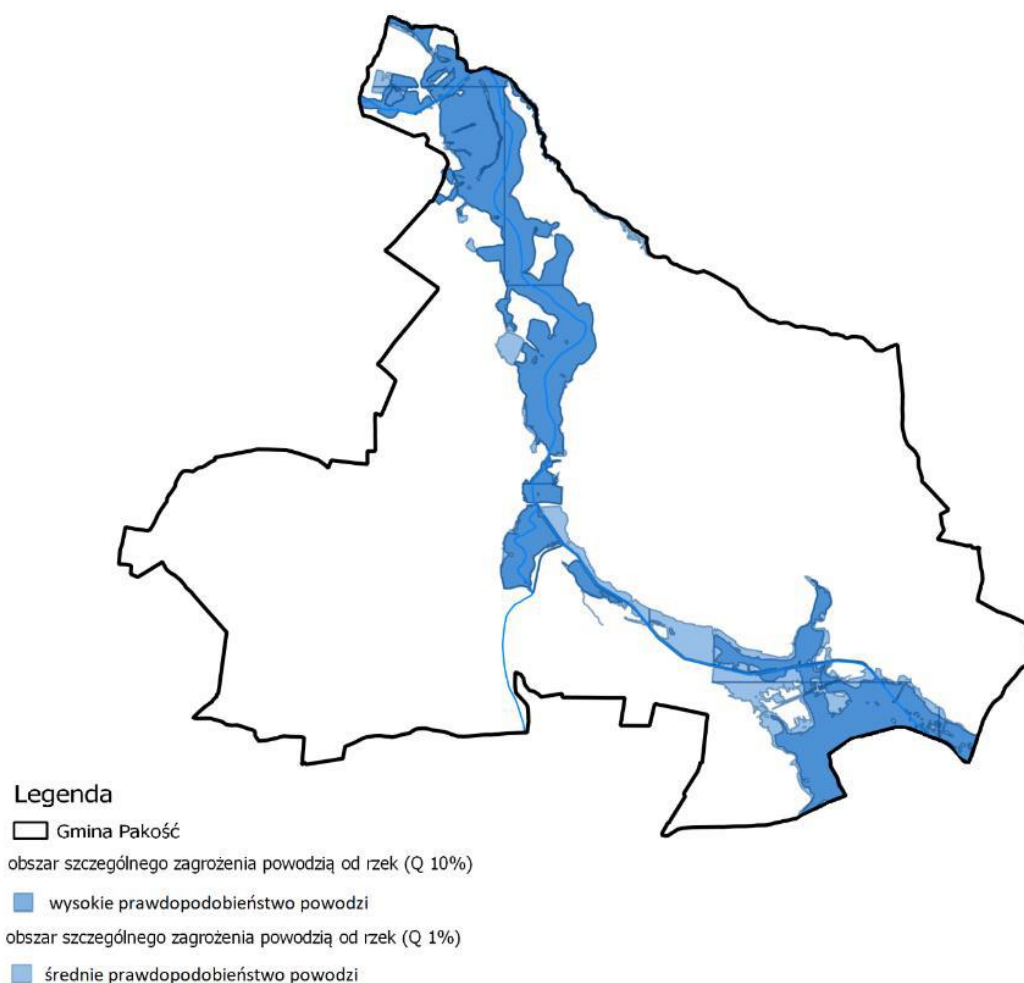 Legenda
Gmina Pakość
obszar szczególnego zagrożenia powodzią od rzek (Q 10%)
wysokie prawdopodobieństwo powodzi
obszar szczególnego zagrożenia powodzią od rzek (Q 1%)
średnie prawdopodobieństwo powodzi